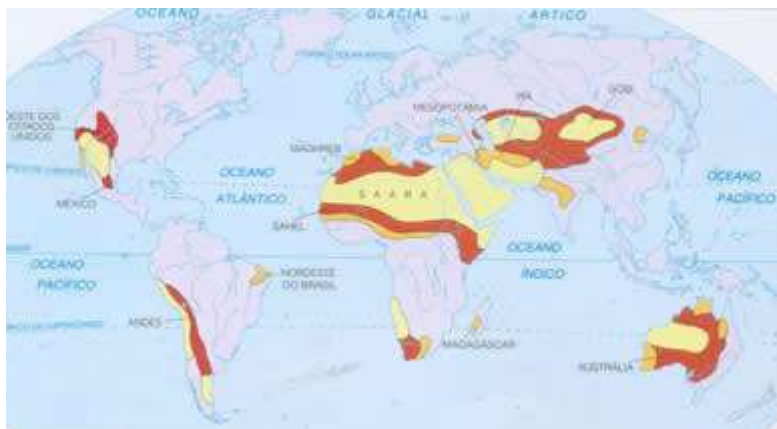 OCEANO GLACIAL ÁRTICO
OESTE DOS
ESTADOS
UNIDOS
MÉXICO
MESOPOTÂMIA
IRÃ
GOBI
MAGHREB
OCEANO
ATLÂNTICO
SAARA
SAHEL
OCEANO
PACÍFICO
OCEANO
ÍNDICO
OCEANO
PACÍFICO
NORDESTE
DO BRASIL
ANDES
MADAGASCAR
AUSTRÁLIA